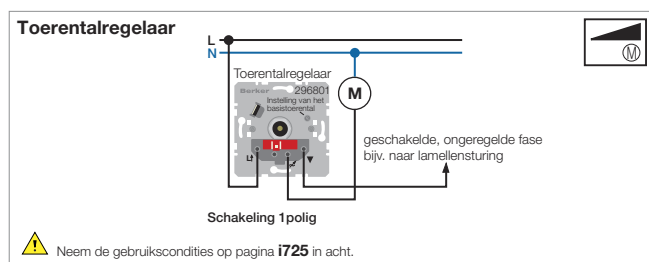 Toerentalregelaar
L
N
Toerentalregelaar
Berker 296801
Instelling van het
basistoerental
M
M
geschakelde, ongeregelde fase
bijv. naar lamellensturing
L
Schakeling 1polig
Neem de gebruikscondities op pagina i725 in acht.